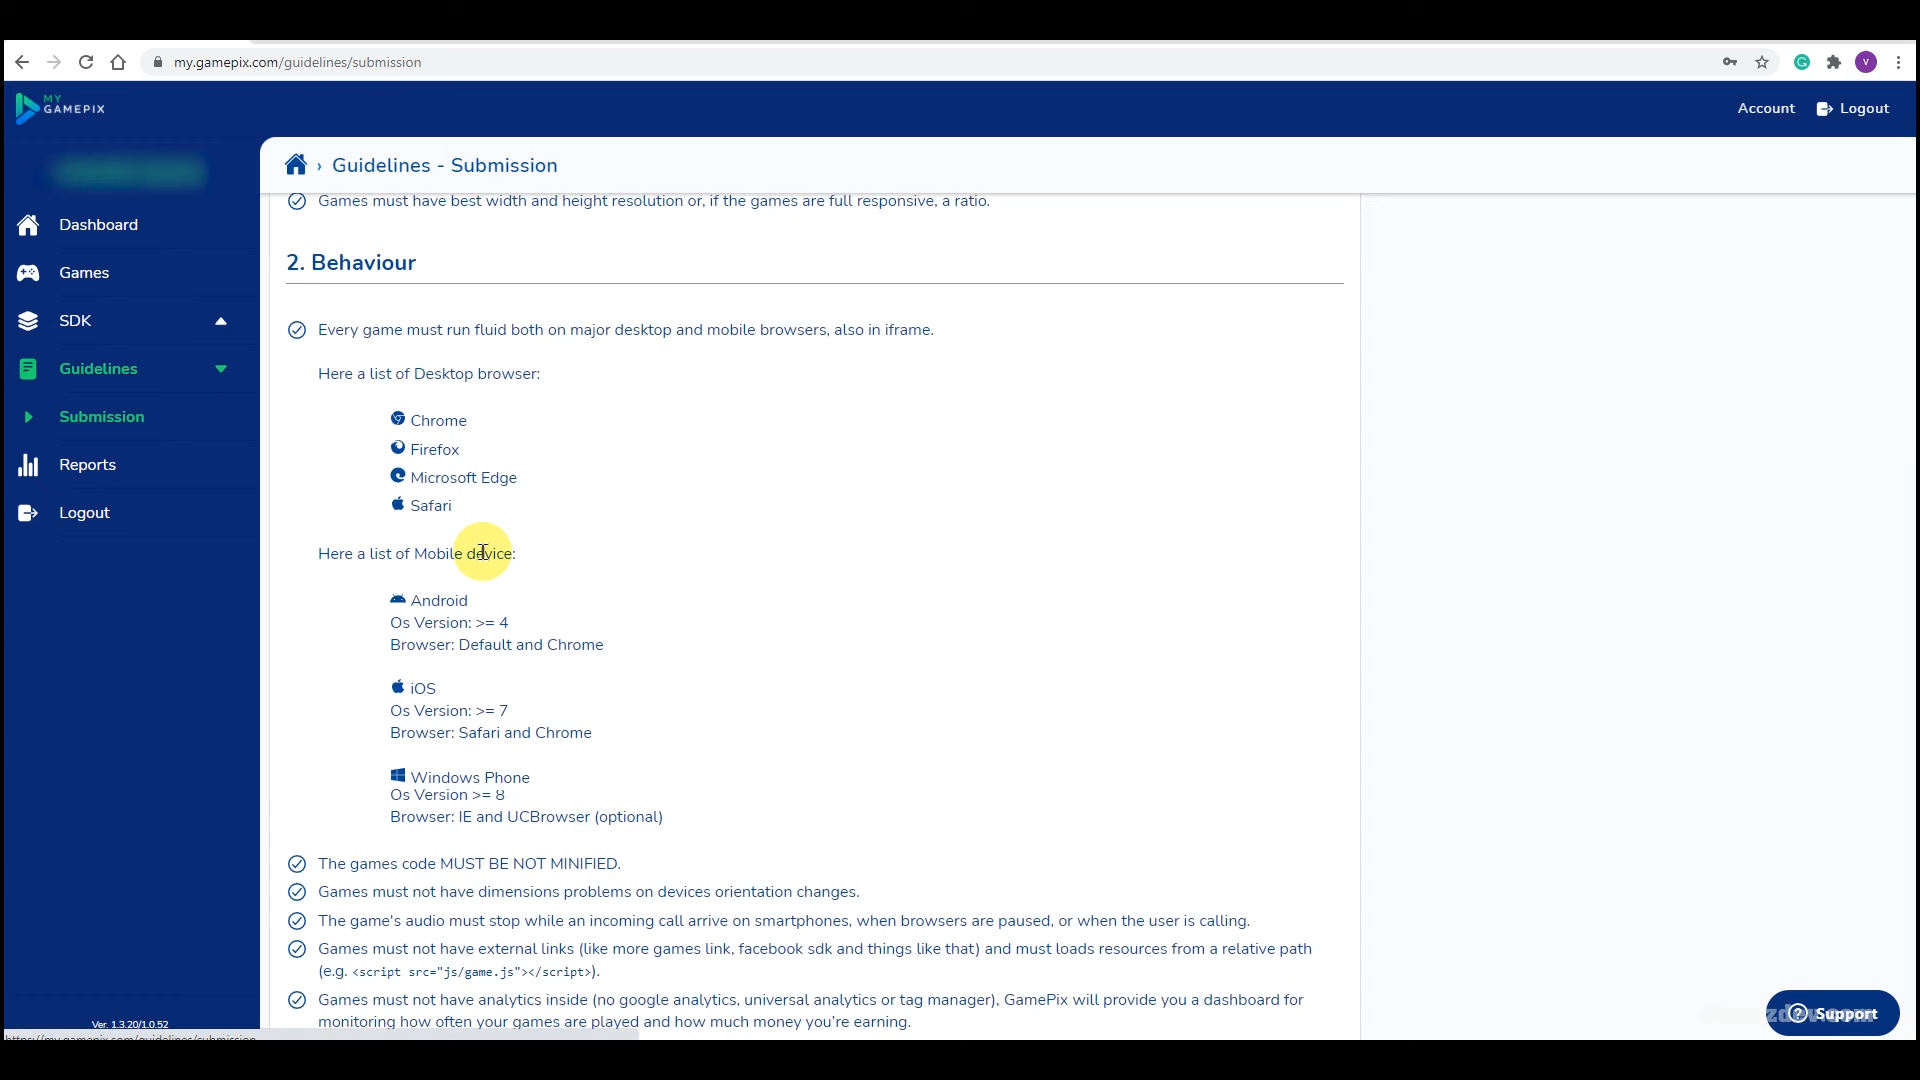 my.gamepix.com/guidelines/submission
V
MY
GAMEPIX
Account
Logout
Guidelines - Submission
Dashboard
Games
SDK
Guidelines
Submission
Reports
Logout
Games must have best width and height resolution or, if the games are full responsive, a ratio.
2. Behaviour
Every game must run fluid both on major desktop and mobile browsers, also in iframe.
Here a list of Desktop browser:
Chrome
Firefox
Microsoft Edge
Safari
Here a list of Mobile device:
Android
Os Version: >= 4
Browser: Default and Chrome
iOS
Os Version: >= 7
Browser: Safari and Chrome
Windows Phone
Os Version >= 8
Browser: IE and UCBrowser (optional)
The games code MUST BE NOT MINIFIED.
Games must not have dimensions problems on devices orientation changes.
The game's audio must stop while an incoming call arrive on smartphones, when browsers are paused, or when the user is calling.
Games must not have external links (like more games link, facebook sdk and things like that) and must loads resources from a relative path
(e.g. <script src="js/game.js"></script>).
Games must not have analytics inside (no google analytics, universal analytics or tag manager), GamePix will provide you a dashboard for
monitoring how often your games are played and how much money you're earning.
Ver. 1.3.20/1.0.52
https://my.gamepix.com/guidelines/submission
Support